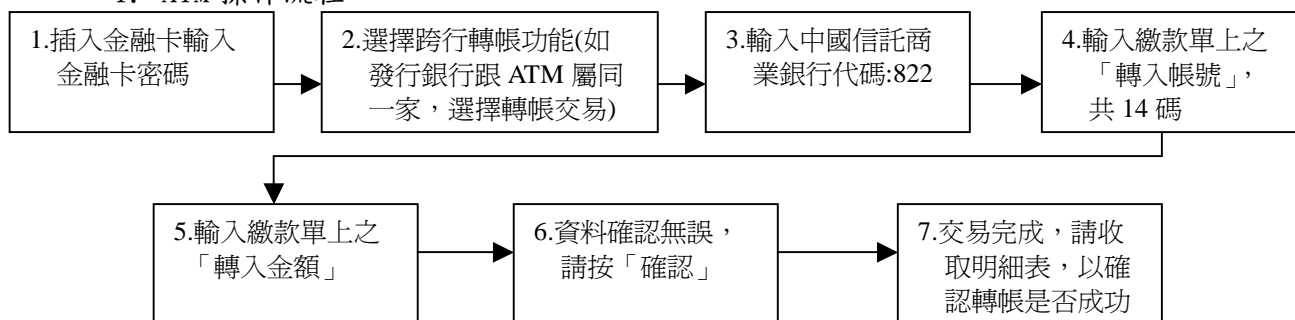 1.插入金融卡輸入
金融卡密碼
2.選擇跨行轉帳功能(如
發行銀行跟 ATM 屬同
一家,選擇轉帳交易)
3.輸入中國信託商
業銀行代碼:822
4.輸入繳款單上之
「轉入帳號」,
共 14 碼
5.輸入繳款單上之
「轉入金額」
6.資料確認無誤,
請按「確認」
7.交易完成,請收
取明細表,以確
認轉帳是否成功